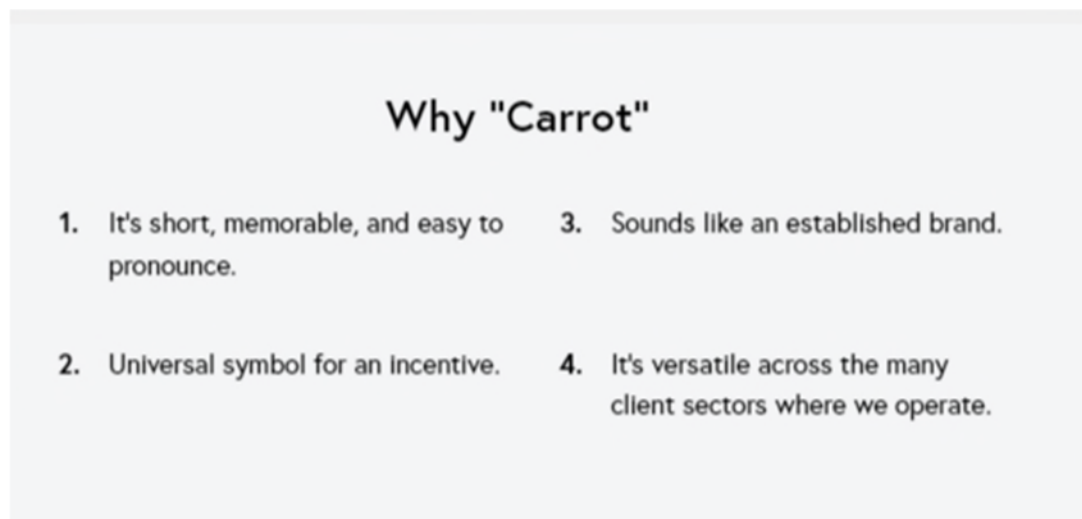 Why "Carrot"
1. It's short, memorable, and easy to
pronounce.
2. Universal symbol for an incentive.
3. Sounds like an established brand.
4. It's versatile across the many
client sectors where we operate.